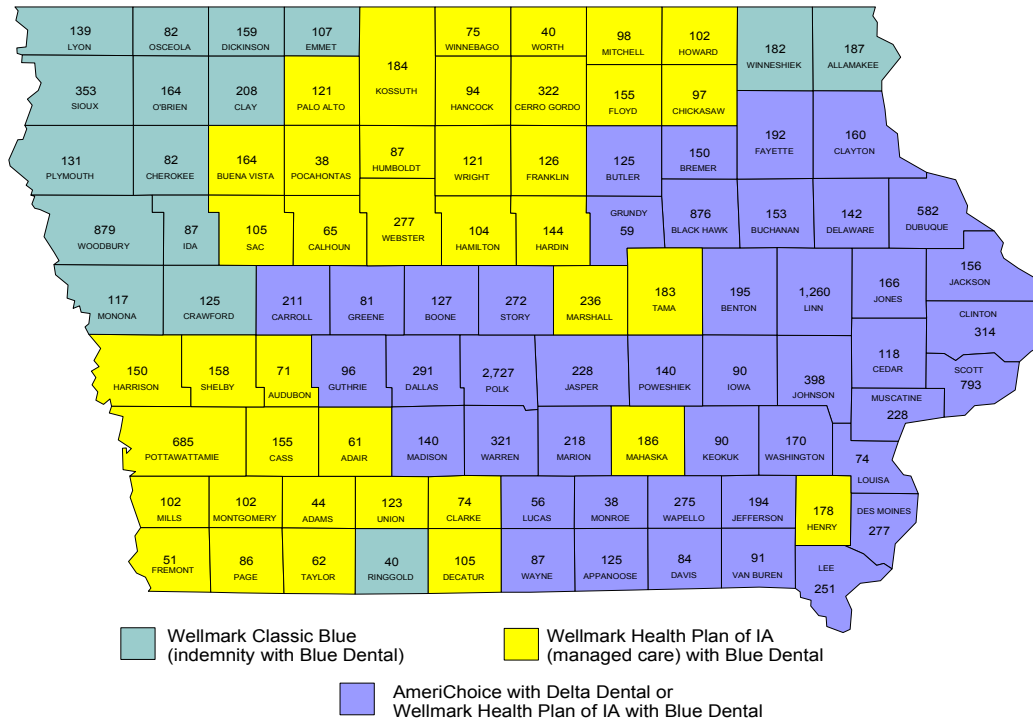 139
LYON
82
OSCEOLA
159
DICKINSON
107
EMMET
184
KOSSUTH
75
WINNEBAGO
40
WORTH
98
MITCHELL
102
HOWARD
182
WINNESHIEK
187
ALLAMAKEE
353
SIOUX
164
O'BRIEN
208
CLAY
121
PALO ALTO
94
HANCOCK
322
CERRO GORDO
155
FLOYD
97
CHICKASAW
131
PLYMOUTH
82
CHEROKEE
164
BUENA VISTA
38
POCAHONTAS
87
HUMBOLDT
121
WRIGHT
126
FRANKLIN
125
BUTLER
150
BREMER
192
FAYETTE
160
CLAYTON
879
WOODBURY
87
IDA
105
SAC
65
CALHOUN
277
WEBSTER
104
HAMILTON
144
HARDIN
GRUNDY
59
876
BLACK HAWK
153
BUCHANAN
142
DELAWARE
582
DUBUQUE
117
MONONA
125
CRAWFORD
211
CARROLL
81
GREENE
127
BOONE
272
STORY
236
MARSHALL
183
TAMA
195
BENTON
1,260
LINN
166
JONES
156
JACKSON
CLINTON
314
150
HARRISON
158
SHELBY
71
AUDUBON
96
GUTHRIE
291
DALLAS
2,727
POLK
228
JASPER
140
POWESHIEK
90
IOWA
398
JOHNSON
118
CEDAR
SCOTT
793
MUSCATINE
228
685
POTTAWATTAMIE
155
CASS
61
ADAIR
140
MADISON
321
WARREN
218
MARION
186
MAHASKA
90
KEOKUK
170
WASHINGTON
74
LOUISA
102
MILLS
102
MONTGOMERY
44
ADAMS
123
UNION
74
CLARKE
56
LUCAS
38
MONROE
275
WAPELLO
194
JEFFERSON
178
HENRY
DES MOINES
277
51
FREMONT
86
PAGE
62
TAYLOR
40
RINGGOLD
105
DECATUR
87
WAYNE
125
APPANOOSE
84
DAVIS
91
VAN BUREN
LEE
251
Wellmark Classic Blue
(indemnity with Blue Dental)
Wellmark Health Plan of IA
(managed care) with Blue Dental
AmeriChoice with Delta Dental or
Wellmark Health Plan of IA with Blue Dental